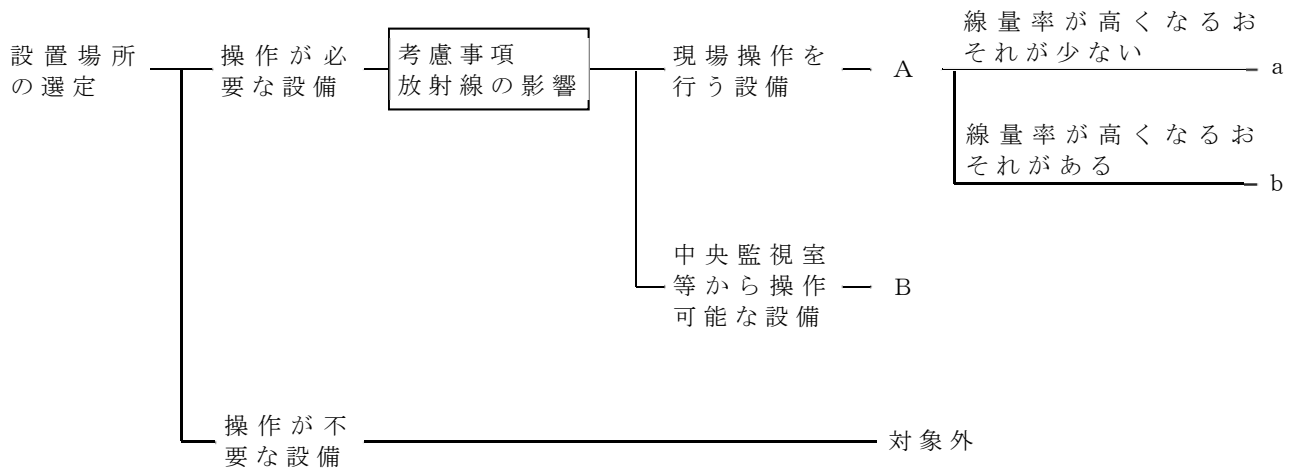 設置場所
の選定
操作が必
要な設備
考慮事項
放射線の影響
現場操作を
行う設備
A
線量率が高くなるお
それが少ない
a
線量率が高くなるお
それがある
b
中央監視室
等から操作
可能な設備
B
操作が不
要な設備
対象外